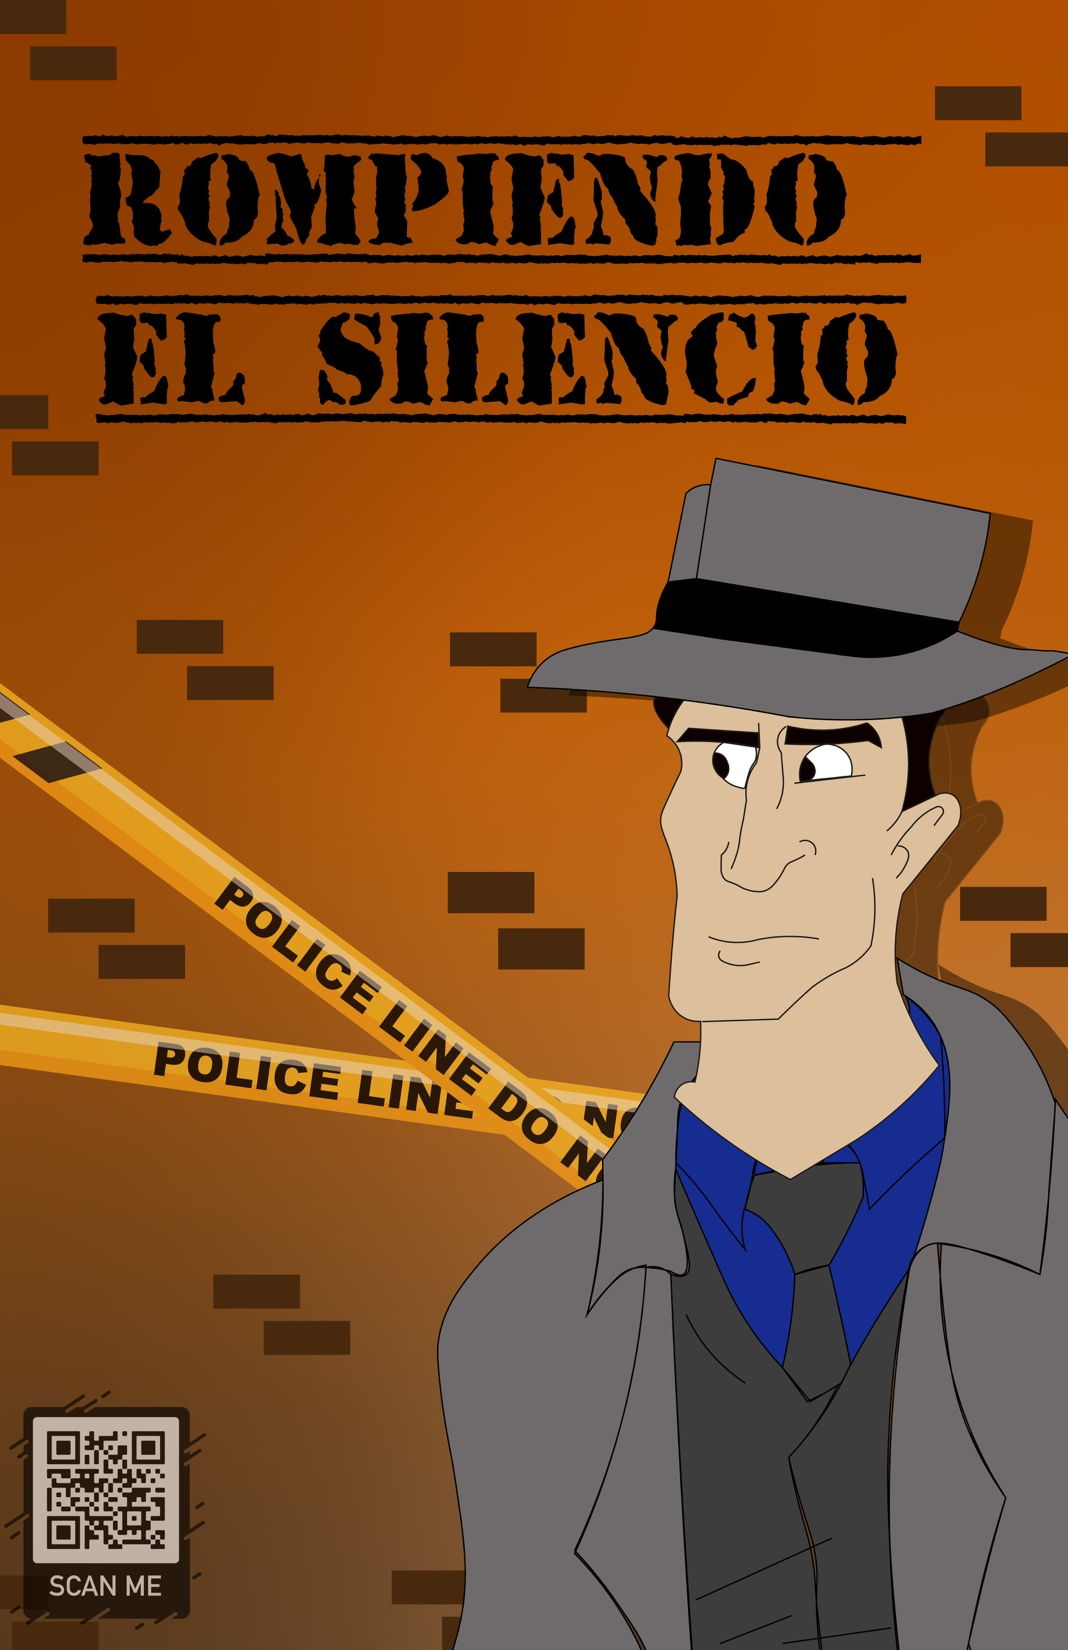 ROMPIENDO
EL SILENCIO
POLICE LINE DO
POLICE LINE
SCAN ME